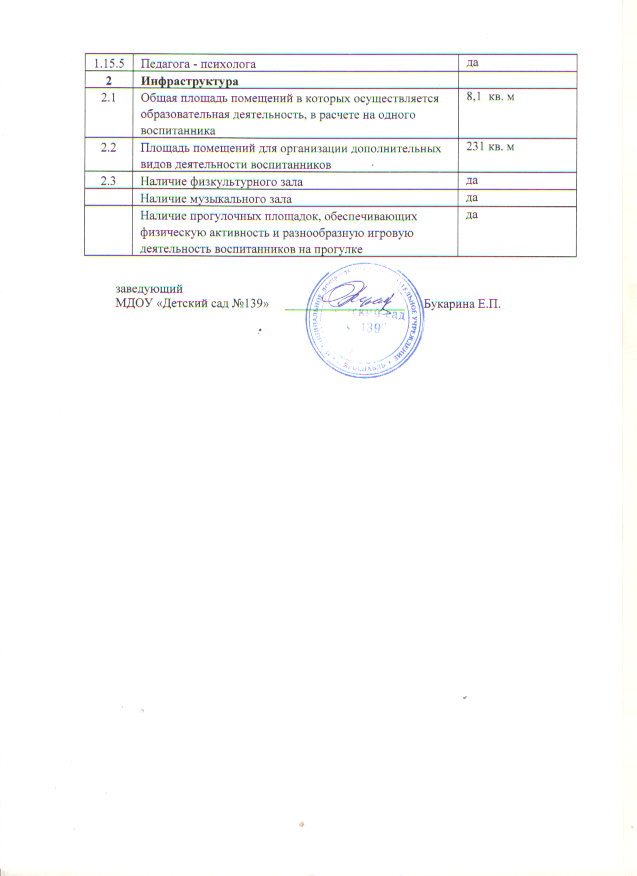 1.15.5 Педагога - психолога да
2 Инфраструктура
2.1 Общая площадь помещений в которых осуществляется 8,1 кв. м
образовательная деятельность, в расчете на одного
воспитанника
2.2 Площадь помещений для организации дополнительных 231 кв. м
видов деятельности воспитанников
2.3 Наличие физкультурного зала да
Наличие музыкального зала да
Наличие прогулочных площадок, обеспечивающих да
физическую активность и разнообразную игровую
деятельность воспитанников на прогулке
заведующий
МДОУ «Детский сад №139» Букарина Е.П.
сад
139